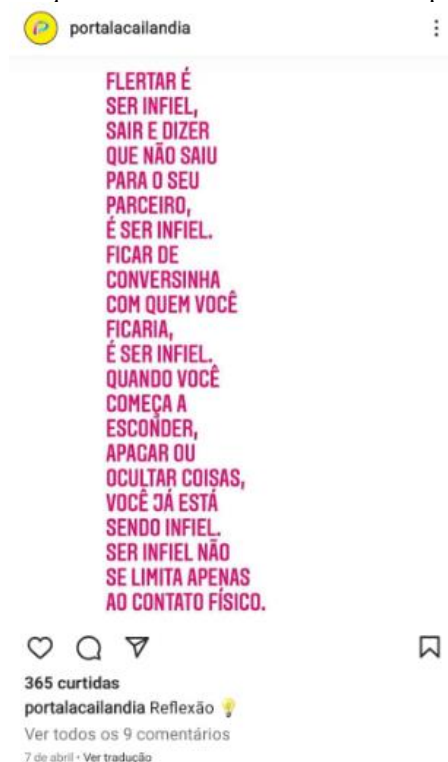 portalacailandia
FLERTAR É
SER INFIEL,
SAIR E DIZER
QUE NÃO SAIU
PARA O SEU
PARCEIRO,
É SER INFIEL.
FICAR DE
CONVERSINHA
COM QUEM VOCÊ
FICARIA,
É SER INFIEL.
QUANDO VOCÊ
COMEÇA A
ESCONDER,
APAGAR OU
OCULTAR COISAS,
VOCÊ JÁ ESTÁ
SENDO INFIEL.
SER INFIEL NÃO
SE LIMITA APENAS
AO CONTATO FÍSICO.
365 curtidas
portalacailandia Reflexão 💡
Ver todos os 9 comentários
7 de abril • Ver tradução